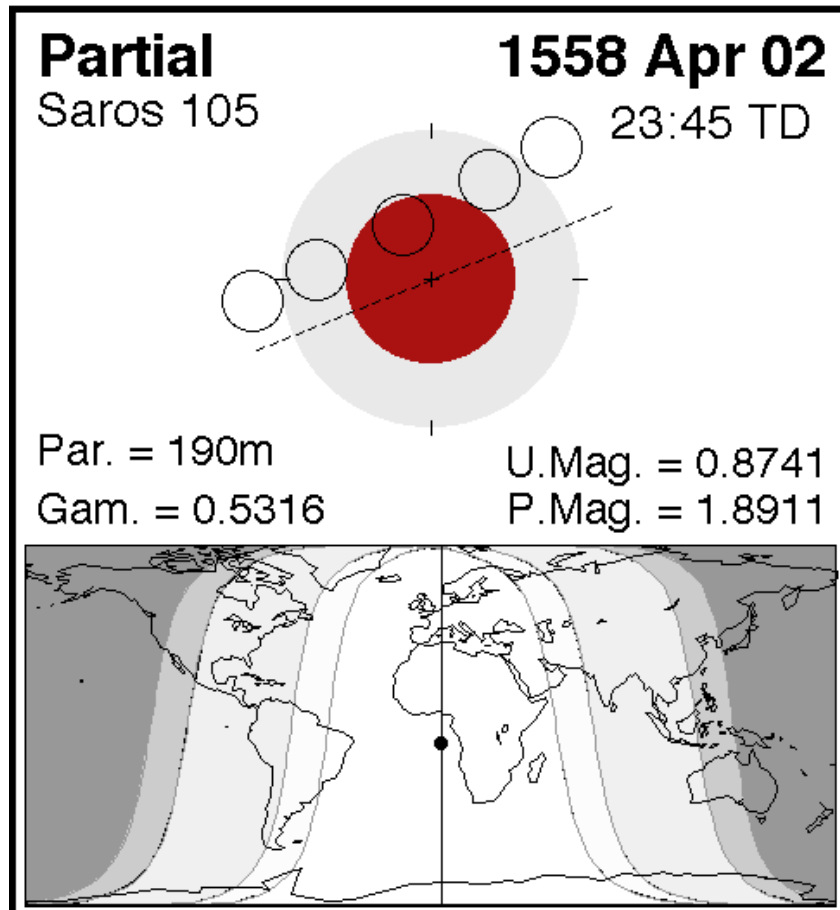 Partial 1558 Apr 02
Saros 105 23:45 TD
Par. = 190m U.Mag. = 0.8741
Gam. = 0.5316 P.Mag. = 1.8911